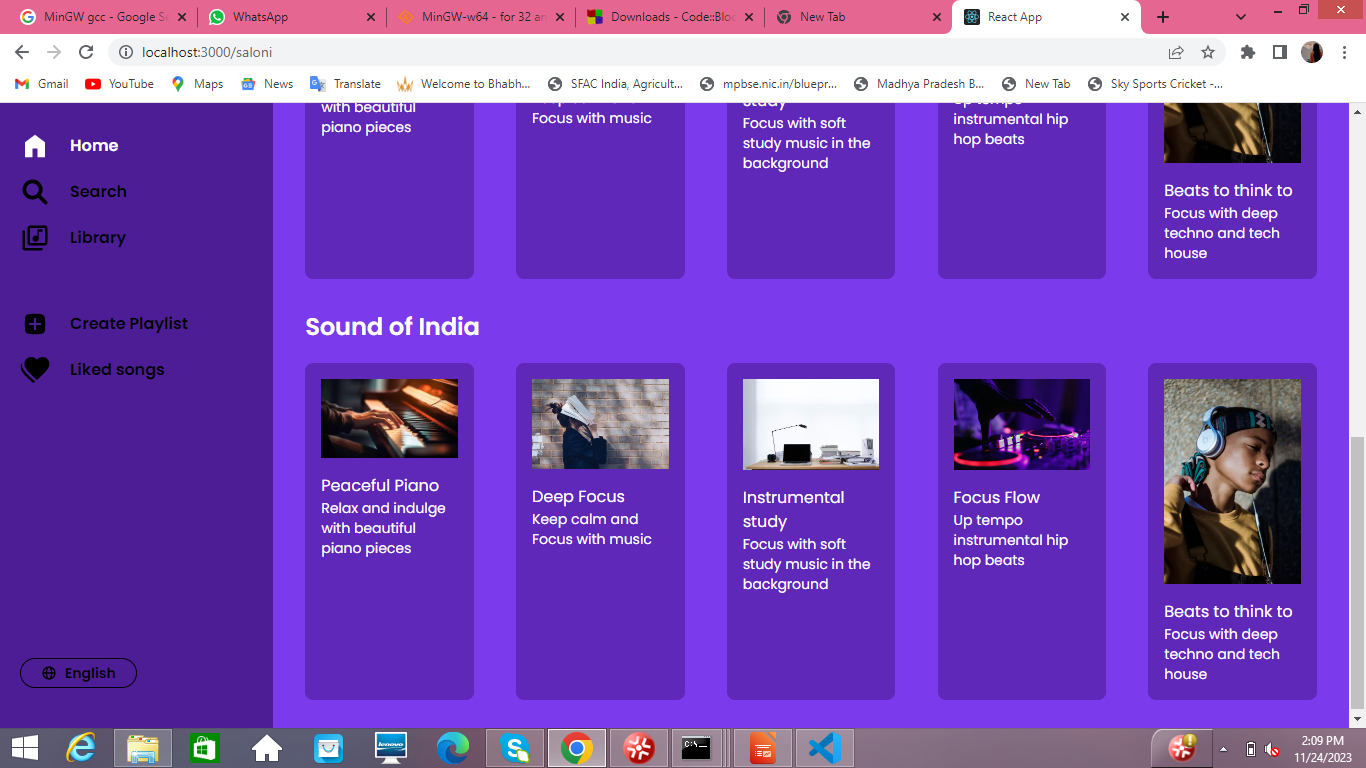 MinGW gcc - Google Se
WhatsApp
MinGW-w64 - for 32 an
Downloads - Code::Bloc
New Tab
React App
localhost:3000/saloni
Gmail
YouTube
Maps
News
Translate
Welcome to Bhabh...
SFAC India, Agricult...
mpbse.nic.in/bluepr...
Madhya Pradesh B...
New Tab
Sky Sports Cricket -...
Home
Search
Library
Create Playlist
Liked songs
English
with beautiful
piano pieces
Focus with music
study
Focus with soft
study music in the
background
Up tempo
instrumental hip
hop beats
Beats to think to
Focus with deep
techno and tech
house
Sound of India
Peaceful Piano
Relax and indulge
with beautiful
piano pieces
Deep Focus
Keep calm and
Focus with music
Instrumental
study
Focus with soft
study music in the
background
Focus Flow
Up tempo
instrumental hip
hop beats
Beats to think to
Focus with deep
techno and tech
house
lenovo
2:09 PM
11/24/2023